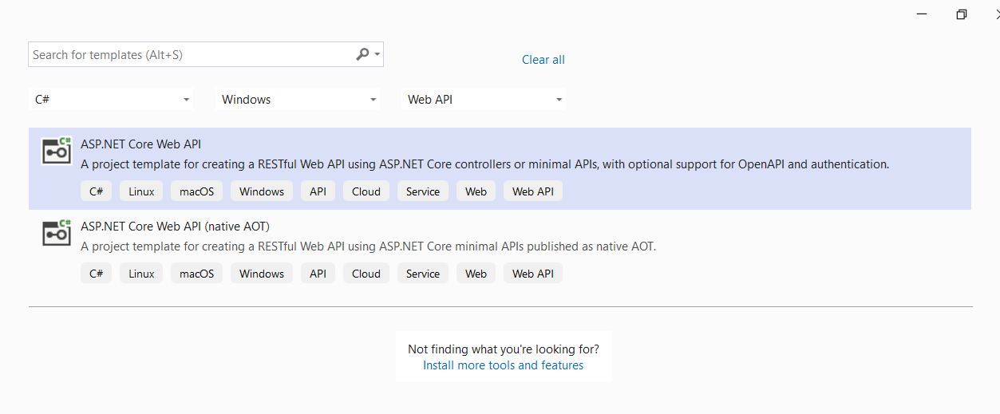 Search for templates (Alt+S)
Clear all
C#
Windows
Web API
C#
ASP.NET Core Web API
A project template for creating a RESTful Web API using ASP.NET Core controllers or minimal APIs, with optional support for OpenAPI and authentication.
C# Linux macOS Windows API Cloud Service Web Web API
C#
ASP.NET Core Web API (native AOT)
A project template for creating a RESTful Web API using ASP.NET Core minimal APIs published as native AOT.
C# Linux macOS Windows API Cloud Service Web Web API
Not finding what you're looking for?
Install more tools and features